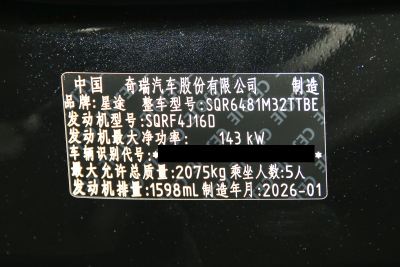 中国 奇瑞汽车股份有限公司 制造
品牌:星途 整车型号:SQR6481M32TTBE
发动机型号:SQRF4J16D
发动机最大净功率: 143 kW
车辆识别代号:*
最大允许总质量:2075kg 乘坐人数:5人
发动机排量:1598mL 制造年月:2026-01